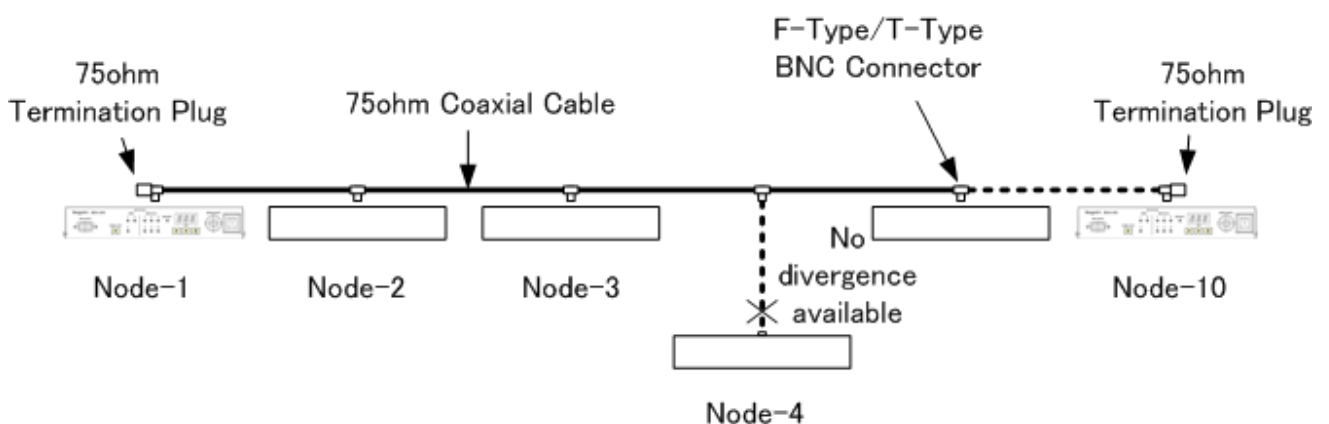 F-Type/T-Type
BNC Connector
75ohm
Termination Plug
75ohm Coaxial Cable
75ohm
Termination Plug
No
divergence
available
Node-1
Node-2
Node-3
Node-10
Node-4